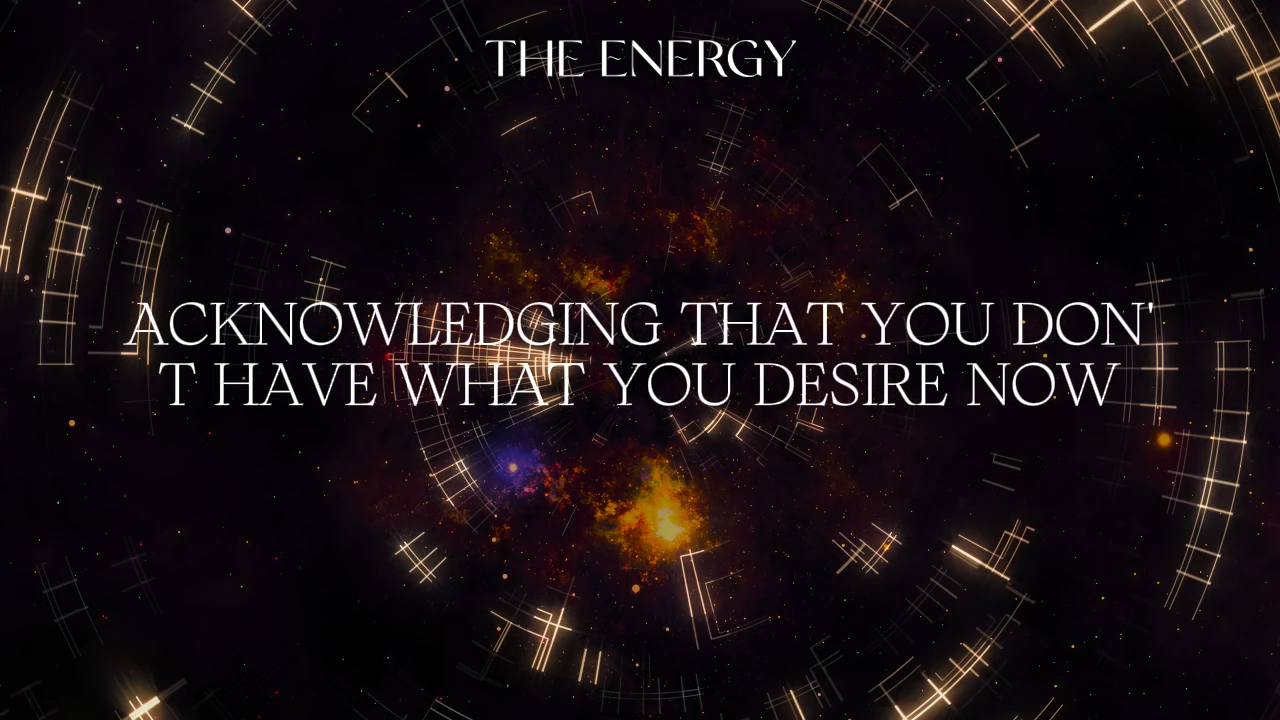 THE ENERGY
ACKNOWLEDGING THAT YOU DON'
T HAVE WHAT YOU DESIRE NOW